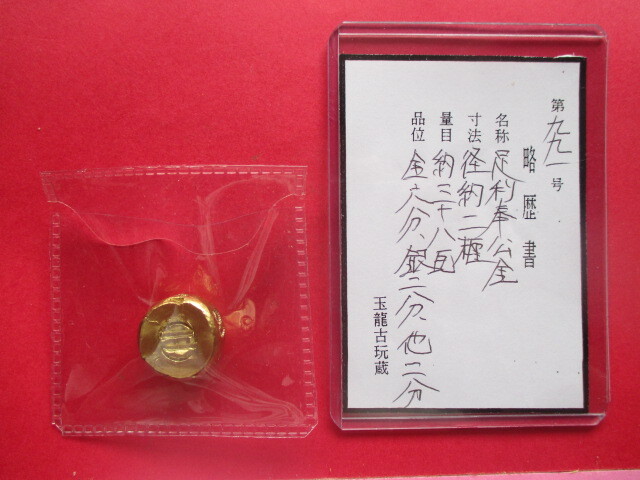 第九九一号
略歴書
名称 足利奉公金
寸法 径約二糎
量目 約三十八瓦
品位 金六分、銀二分、他二分
玉龍古玩蔵